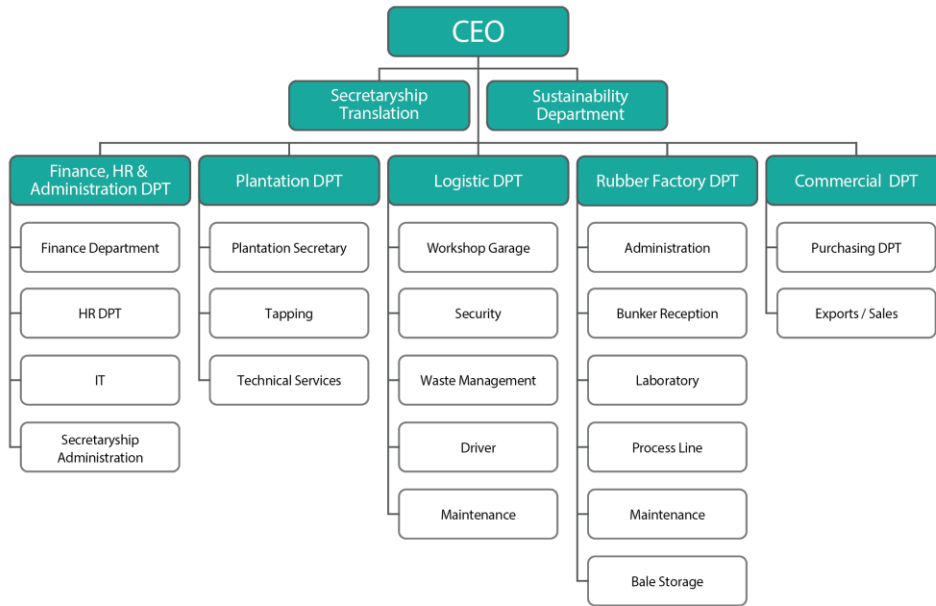 CEO
Secretaryship
Translation
Sustainability
Department
Finance, HR &
Administration DPT
Plantation DPT
Logistic DPT
Rubber Factory DPT
Commercial DPT
Finance Department
HR DPT
IT
Secretaryship
Administration
Plantation Secretary
Tapping
Technical Services
Workshop Garage
Security
Waste Management
Driver
Maintenance
Administration
Bunker Reception
Laboratory
Process Line
Maintenance
Bale Storage
Purchasing DPT
Exports / Sales